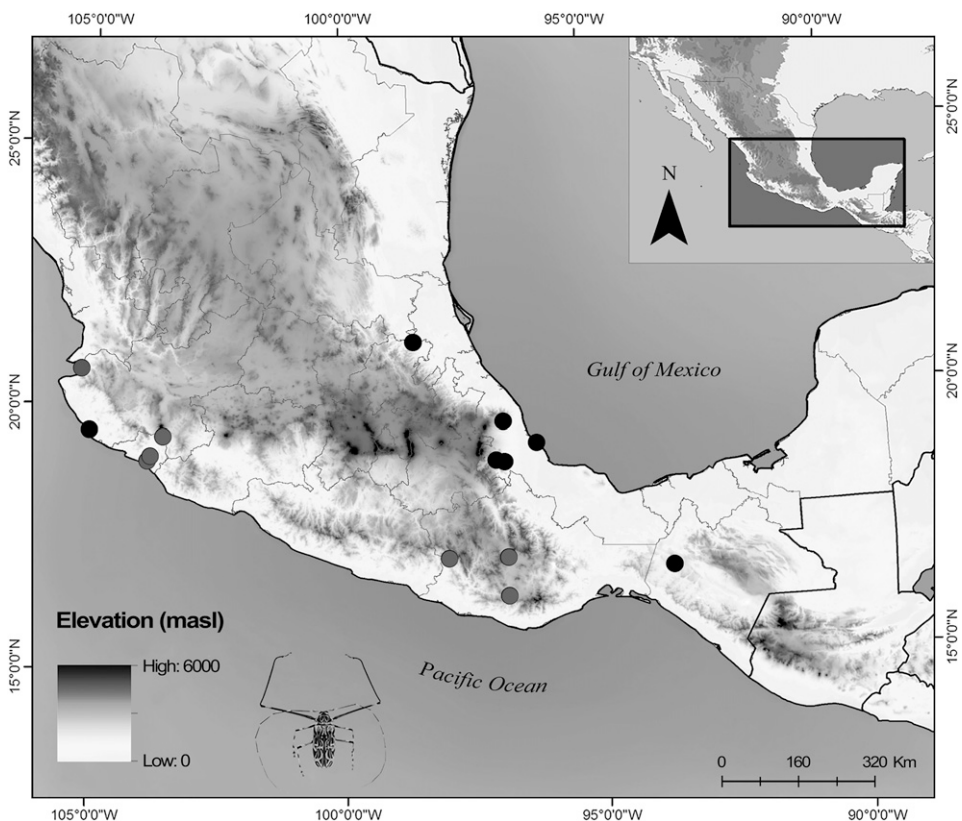 105°0'0"W 100°0'0"W 95°0'0"W 90°0'0"W
25°0'0"N
25°0'0"N
N
Gulf of Mexico
20°0'0"N
20°0'0"N
Elevation (masl)
High: 6000
Low: 0
Pacific Ocean
15°0'0"N
15°0'0"N
0 160 320 Km
105°0'0"W 100°0'0"W 95°0'0"W 90°0'0"W